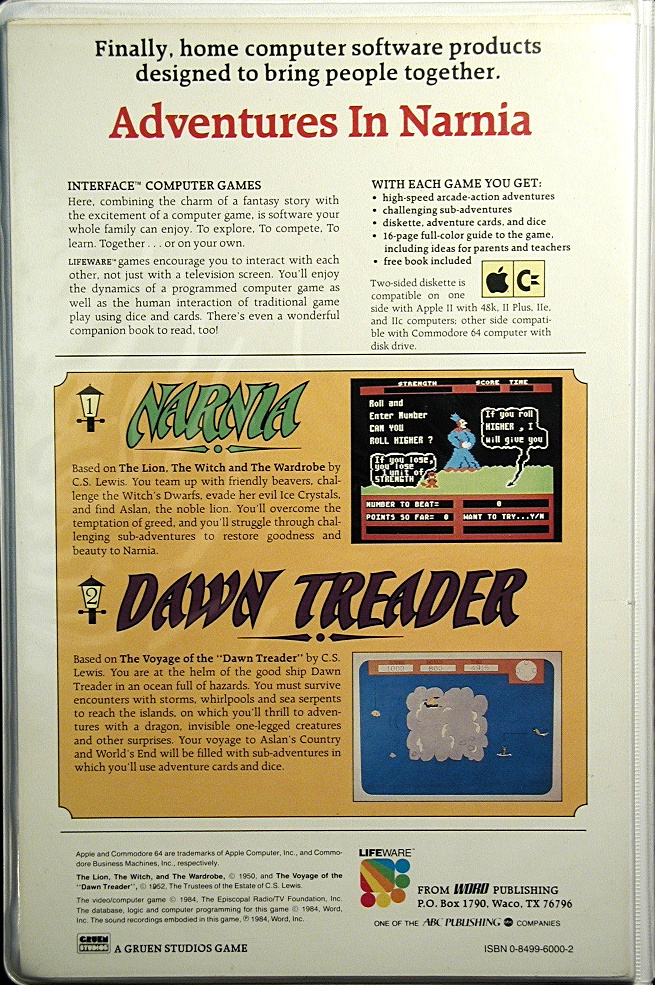 Finally, home computer software products
designed to bring people together.
Adventures In Narnia
INTERFACE™ COMPUTER GAMES
Here, combining the charm of a fantasy story with
the excitement of a computer game, is software your
whole family can enjoy. To explore, To compete, To
learn. Together . . . or on your own.
LIFEWARE™ games encourage you to interact with each
other, not just with a television screen. You'll enjoy
the dynamics of a programmed computer game as
well as the human interaction of traditional game
play using dice and cards. There's even a wonderful
companion book to read, too!
WITH EACH GAME YOU GET:
• high-speed arcade-action adventures
• challenging sub-adventures
• diskette, adventure cards, and dice
• 16-page full-color guide to the game,
including ideas for parents and teachers
• free book included
Two-sided diskette is
compatible on one
side with Apple II with 48k, II Plus, IIe,
and IIc computers; other side compati-
ble with Commodore 64 computer with
disk drive.
1
NARNIA
Based on The Lion, The Witch and The Wardrobe by
C.S. Lewis. You team up with friendly beavers, chal-
lenge the Witch's Dwarfs, evade her evil Ice Crystals,
and find Aslan, the noble lion. You'll overcome the
temptation of greed, and you'll struggle through chal-
lenging sub-adventures to restore goodness and
beauty to Narnia.
STRENGTH SCORE TIME
Roll and
Enter Number
CAN YOU
ROLL HIGHER ?
If you roll
HIGHER , I
will give you
If you lose,
you lose
1 unit of
STRENGTH
NUMBER TO BEAT= 0
POINTS SO FAR= 0 WANT TO TRY...Y/N
2
DAWN TREADER
Based on The Voyage of the "Dawn Treader" by C.S.
Lewis. You are at the helm of the good ship Dawn
Treader in an ocean full of hazards. You must survive
encounters with storms, whirlpools and sea serpents
to reach the islands, on which you'll thrill to adven-
tures with a dragon, invisible one-legged creatures
and other surprises. Your voyage to Aslan's Country
and World's End will be filled with sub-adventures in
which you'll use adventure cards and dice.
1000 800
Apple and Commodore 64 are trademarks of Apple Computer, Inc., and Commo-
dore Business Machines, Inc., respectively.
The Lion, The Witch, and The Wardrobe, © 1950, and The Voyage of the
"Dawn Treader", © 1952, The Trustees of the Estate of C.S. Lewis.
The video/computer game © 1984, The Episcopal Radio/TV Foundation, Inc.
The database, logic and computer programming for this game © 1984, Word,
Inc. The sound recordings embodied in this game, ℗ 1984, Word, Inc.
GRUEN
STUDIOS
A GRUEN STUDIOS GAME
LIFEWARE™
FROM WORD PUBLISHING
P.O. Box 1790, Waco, TX 76796
ONE OF THE ABC PUBLISHING abc COMPANIES
ISBN 0-8499-6000-2